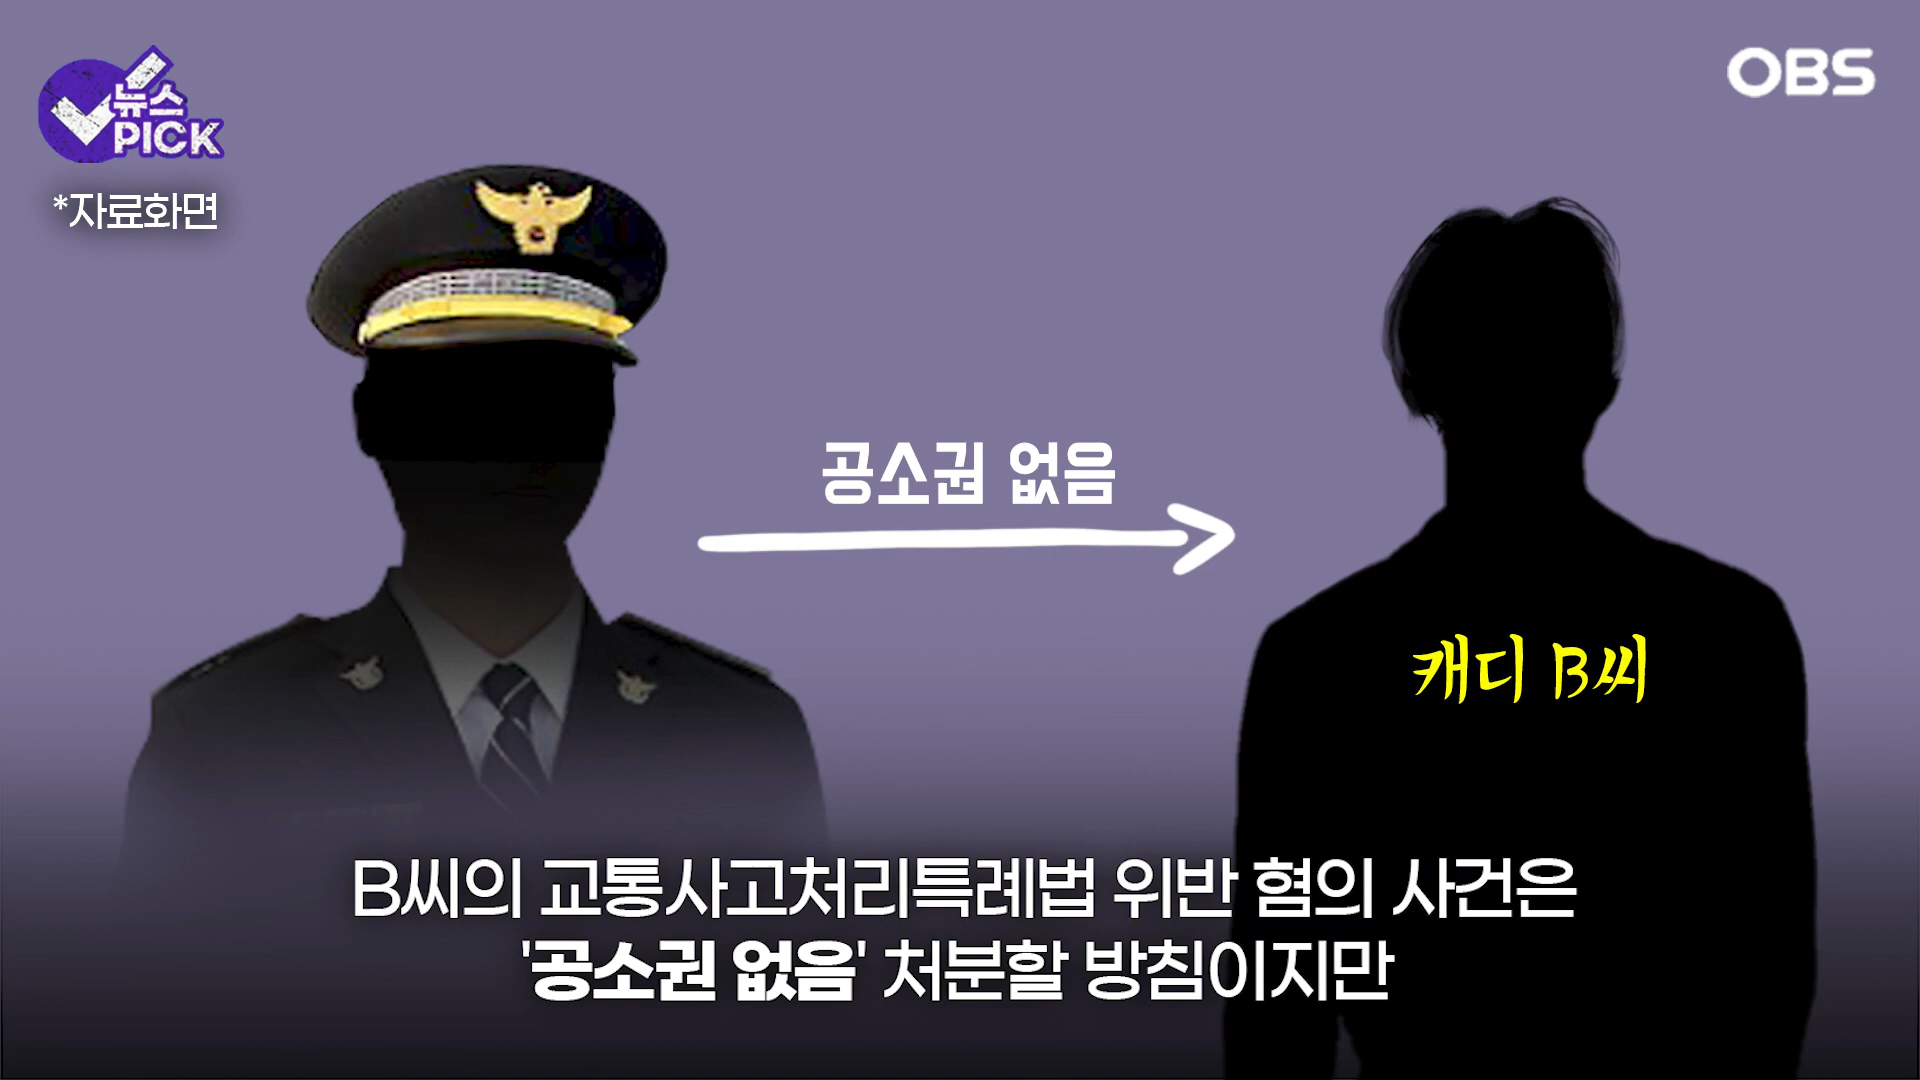 뉴스
PICK
OBS
*자료화면
공소권 없음
캐디 B씨
B씨의 교통사고처리특례법 위반 혐의 사건은
'공소권 없음' 처분할 방침이지만